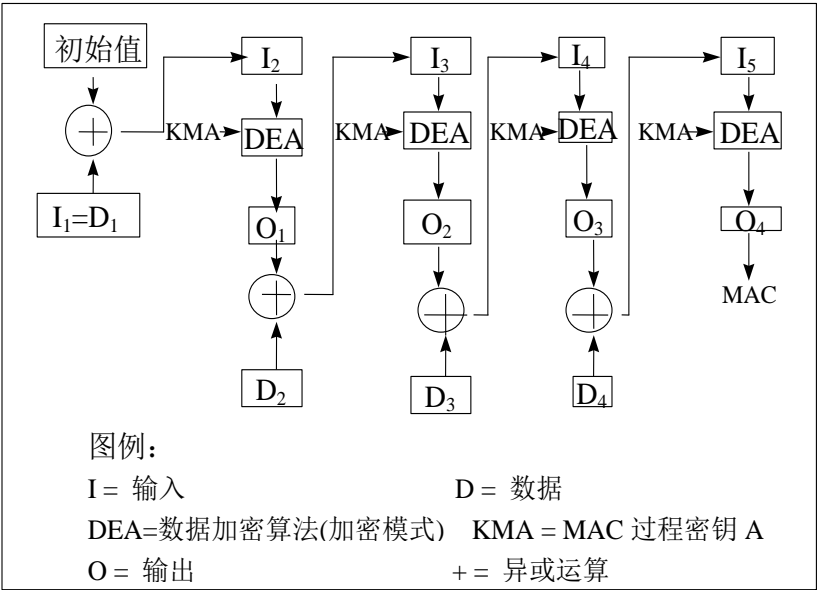 初始值 I₂ I₃ I₄ I₅
KMA DEA KMA DEA KMA DEA KMA DEA
I₁=D₁ O₁ O₂ O₃ O₄
MAC
D₂ D₃ D₄
图例：
I = 输入 D = 数据
DEA=数据加密算法(加密模式) KMA = MAC 过程密钥 A
O = 输出 + = 异或运算